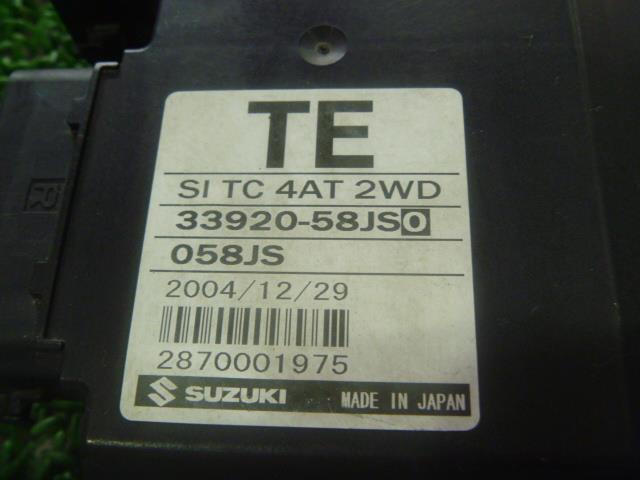 TE
SI TC 4AT 2WD
33920-58JS0
058JS
2004/12/29
2870001975
SUZUKI MADE IN JAPAN
R